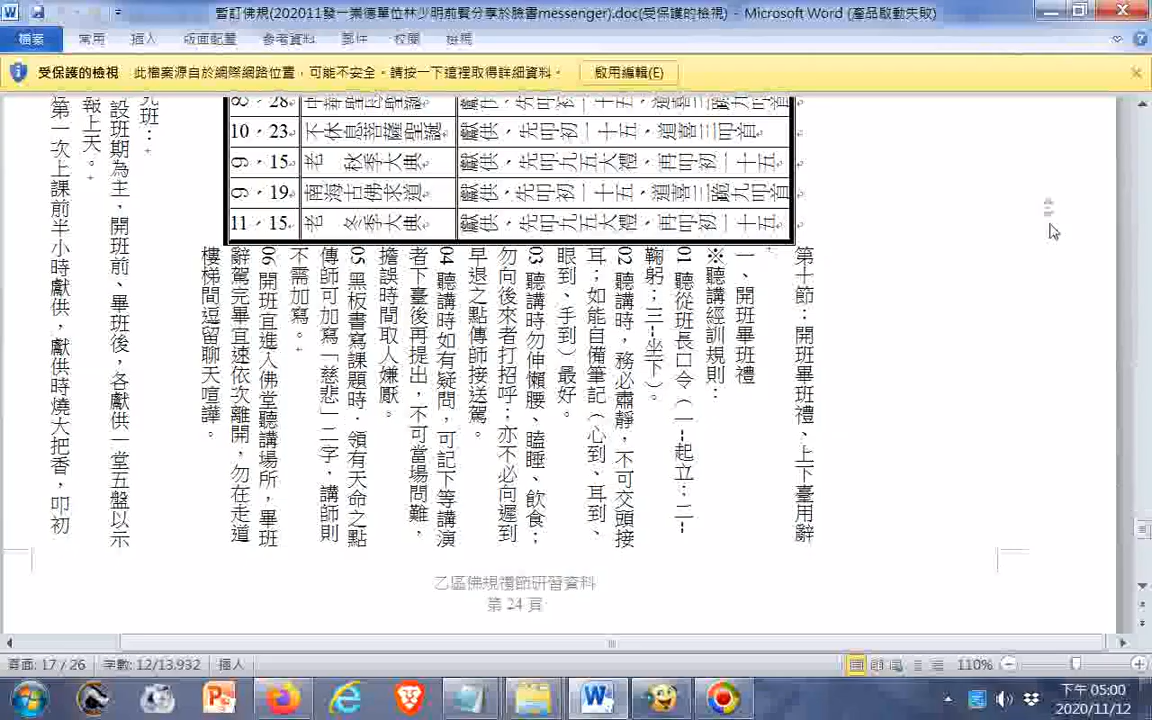 暫訂佛規(202011發一崇德單位林少明前賢分享於臉書messenger).doc(受保護的檢視) - Microsoft Word (產品啟動失敗)
檔案 常用 插入 版面配置 參考資料 郵件 校閱 檢視
受保護的檢視 此檔案源自於網際網路位置，可能不安全。請按一下這裡取得詳細資料。 啟用編輯(E)
8、28
10、23 不休息菩薩聖誕 獻供、先叩初一十五、道喜三叩首
9、15 老 秋季大典 獻供、先叩九五大禮、再叩初一十五
9、19 南海古佛求道 獻供、先叩初一十五、道喜三跪九叩首
11、15 老 冬季大典 獻供、先叩九五大禮、再叩初一十五
第十節：開班畢班禮、上下臺用辭
一、開班畢班禮
※聽講經訓規則：
01 聽從班長口令（一--起立；二--
鞠躬；三--坐下）。
02 聽講時，務必肅靜，不可交頭接
耳；如能自備筆記（心到、耳到、
眼到、手到）最好。
03 聽講時勿伸懶腰、瞌睡、飲食；
勿向後來者打招呼；亦不必向遲到
早退之點傳師接送駕。
04 聽講時如有疑問，可記下等講演
者下臺後再提出，不可當場問難，
擔誤時間取人嫌厭。
05 黑板書寫課題時：領有天命之點
傳師可加寫「慈悲」二字，講師則
不需加寫。
06 開班宜進入佛堂聽講場所，畢班
辭駕完畢宜速依次離開，勿在走道
樓梯間逗留聊天喧譁。
班：
設班期為主，開班前、畢班後，各獻供一堂五盤以示
報上天。
第一次上課前半小時獻供，獻供時燒大把香，叩初
乙區佛規禮節研習資料
第 24 頁
頁面: 17 / 26 字數: 12/13,932 插入 110%
下午 05:00
2020/11/12